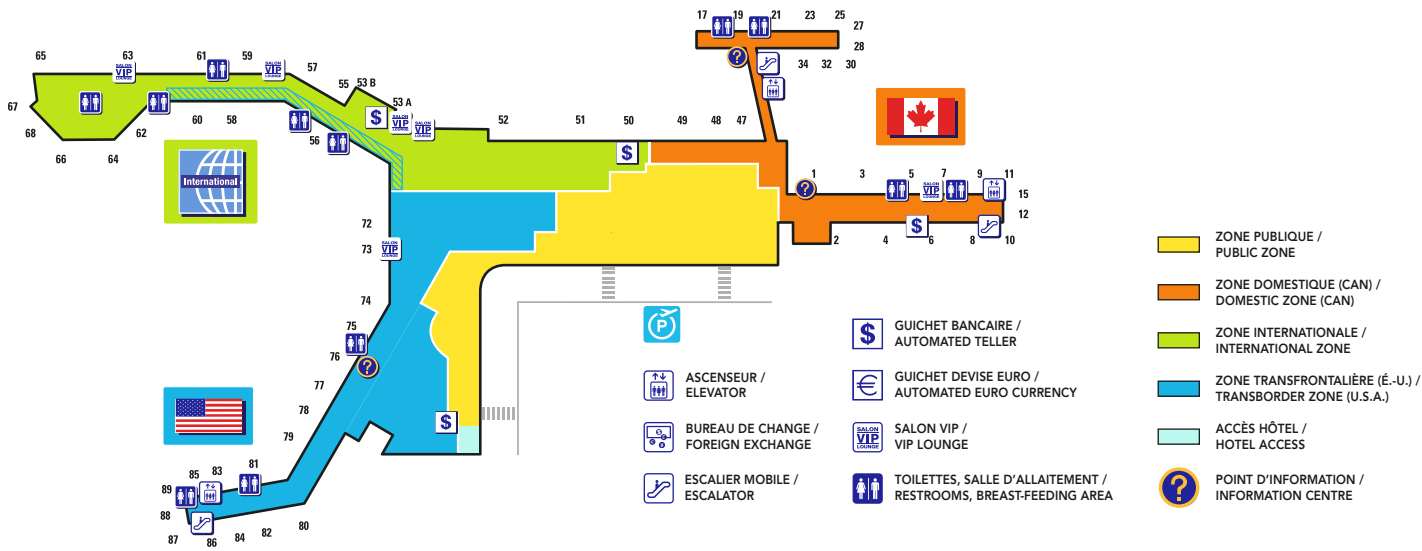 17 19 21 23 25
27
28
34 32 30
65 63 61 59 57
SALON
VIP
LOUNGE
SALON
VIP
LOUNGE
55 53 B
53 A
67
68 62 60 58 56
66 64
$
SALON
VIP
LOUNGE
SALON
VIP
LOUNGE
52 51 50 49 48 47
$
International
?
? 1 3 5 7 9 11
SALON
VIP
LOUNGE
15
12
2 4 $ 6 8 10
72
73
SALON
VIP
LOUNGE
74
75
76
?
77
78
79
$
81
83
85
89
88
87 86 84 82 80
P
ASCENSEUR /
ELEVATOR
BUREAU DE CHANGE /
FOREIGN EXCHANGE
ESCALIER MOBILE /
ESCALATOR
$
GUICHET BANCAIRE /
AUTOMATED TELLER
€
GUICHET DEVISE EURO /
AUTOMATED EURO CURRENCY
SALON
VIP
LOUNGE
SALON VIP /
VIP LOUNGE
TOILETTES, SALLE D'ALLAITEMENT /
RESTROOMS, BREAST-FEEDING AREA
ZONE PUBLIQUE /
PUBLIC ZONE
ZONE DOMESTIQUE (CAN) /
DOMESTIC ZONE (CAN)
ZONE INTERNATIONALE /
INTERNATIONAL ZONE
ZONE TRANSFRONTALIÈRE (É.-U.) /
TRANSBORDER ZONE (U.S.A.)
ACCÈS HÔTEL /
HOTEL ACCESS
?
POINT D'INFORMATION /
INFORMATION CENTRE